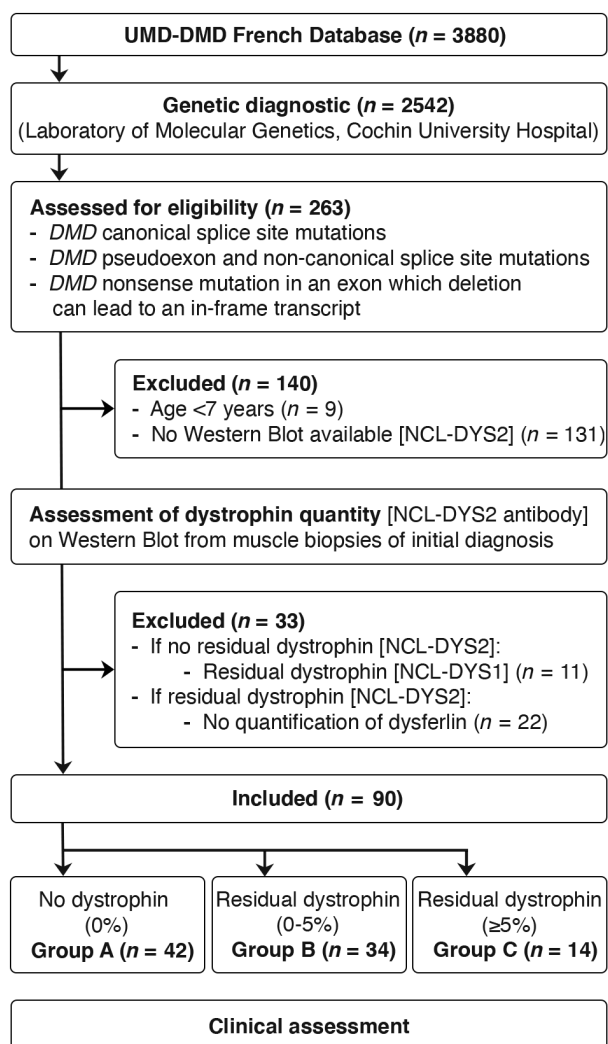 UMD-DMD French Database (n = 3880)
Genetic diagnostic (n = 2542)
(Laboratory of Molecular Genetics, Cochin University Hospital)
Assessed for eligibility (n = 263)
- DMD canonical splice site mutations
- DMD pseudoexon and non-canonical splice site mutations
- DMD nonsense mutation in an exon which deletion
can lead to an in-frame transcript
Excluded (n = 140)
- Age <7 years (n = 9)
- No Western Blot available [NCL-DYS2] (n = 131)
Assessment of dystrophin quantity [NCL-DYS2 antibody]
on Western Blot from muscle biopsies of initial diagnosis
Excluded (n = 33)
- If no residual dystrophin [NCL-DYS2]:
- Residual dystrophin [NCL-DYS1] (n = 11)
- If residual dystrophin [NCL-DYS2]:
- No quantification of dysferlin (n = 22)
Included (n = 90)
No dystrophin
(0%)
Group A (n = 42)
Residual dystrophin
(0-5%)
Group B (n = 34)
Residual dystrophin
(≥5%)
Group C (n = 14)
Clinical assessment